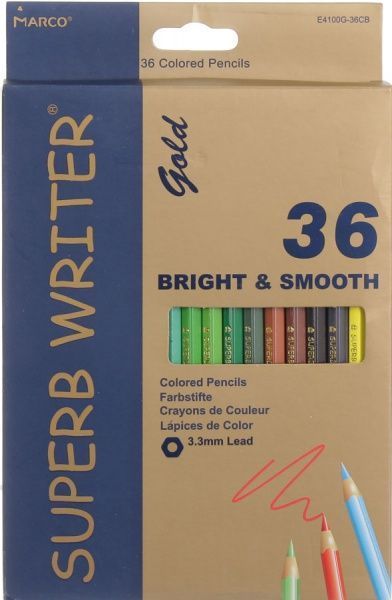 MARCO®
E4100G-36CB
36 Colored Pencils
SUPERB WRITER®
Gold
36
BRIGHT & SMOOTH
Colored Pencils
Farbstifte
Crayons de Couleur
Lápices de Color
3.3mm Lead